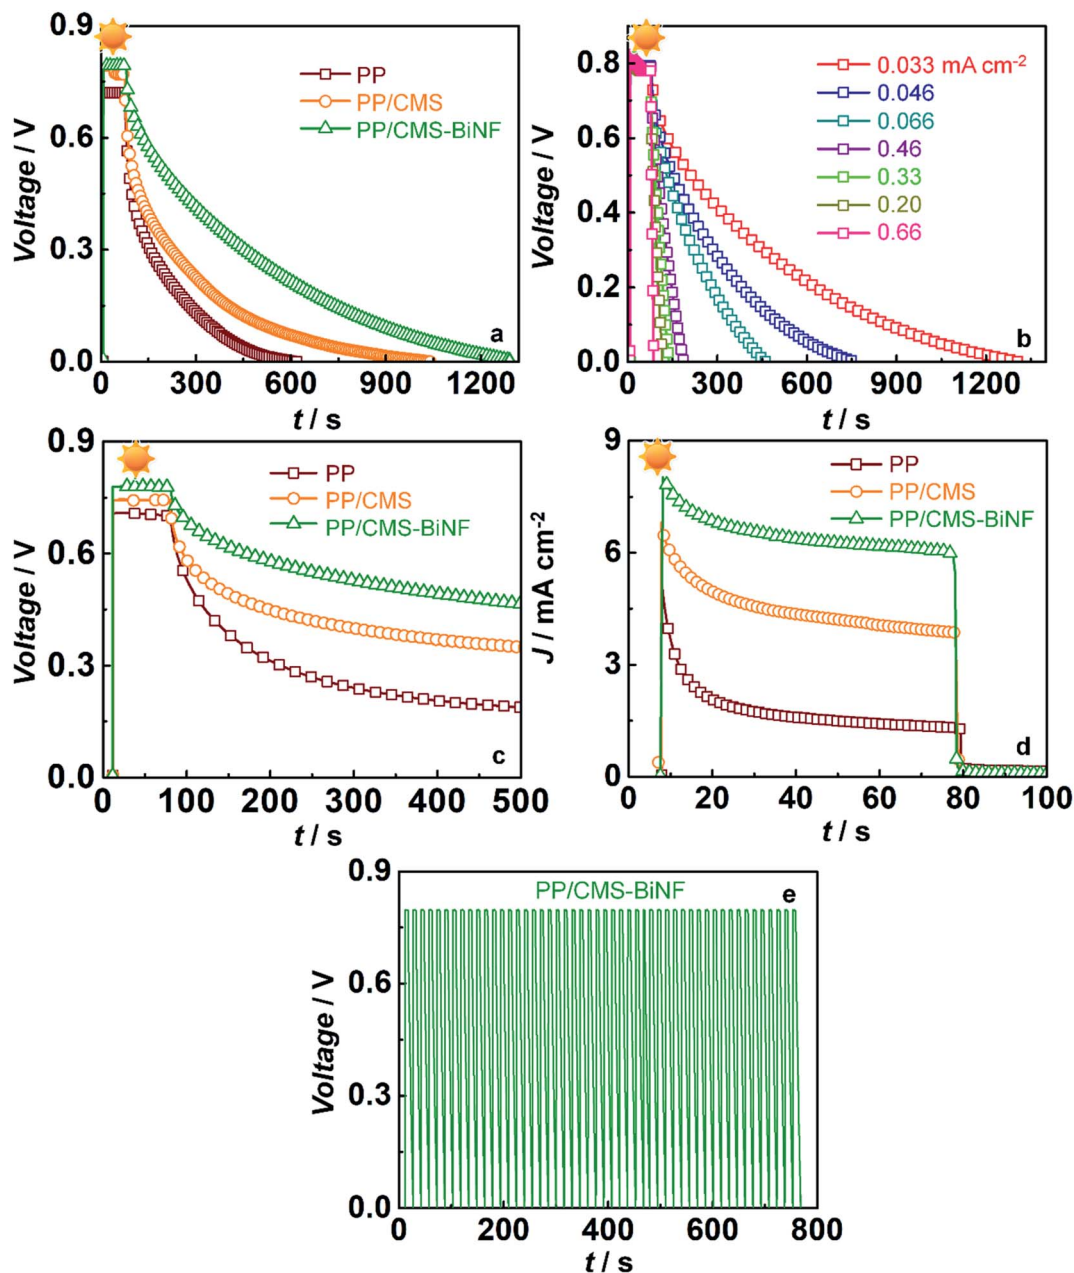 0.9
0.6
0.3
0.0
Voltage / V
PP
PP/CMS
PP/CMS-BiNF
a
0 300 600 900 1200
t / s
0.8
0.6
0.4
0.2
0.0
Voltage / V
0.033 mA cm-2
0.046
0.066
0.46
0.33
0.20
0.66
b
0 300 600 900 1200
t / s
0.9
0.6
0.3
0.0
Voltage / V
PP
PP/CMS
PP/CMS-BiNF
c
0 100 200 300 400 500
t / s
9
6
3
0
J / mA cm-2
PP
PP/CMS
PP/CMS-BiNF
d
0 20 40 60 80 100
t / s
0.9
0.6
0.3
0.0
Voltage / V
PP/CMS-BiNF
e
0 200 400 600 800
t / s